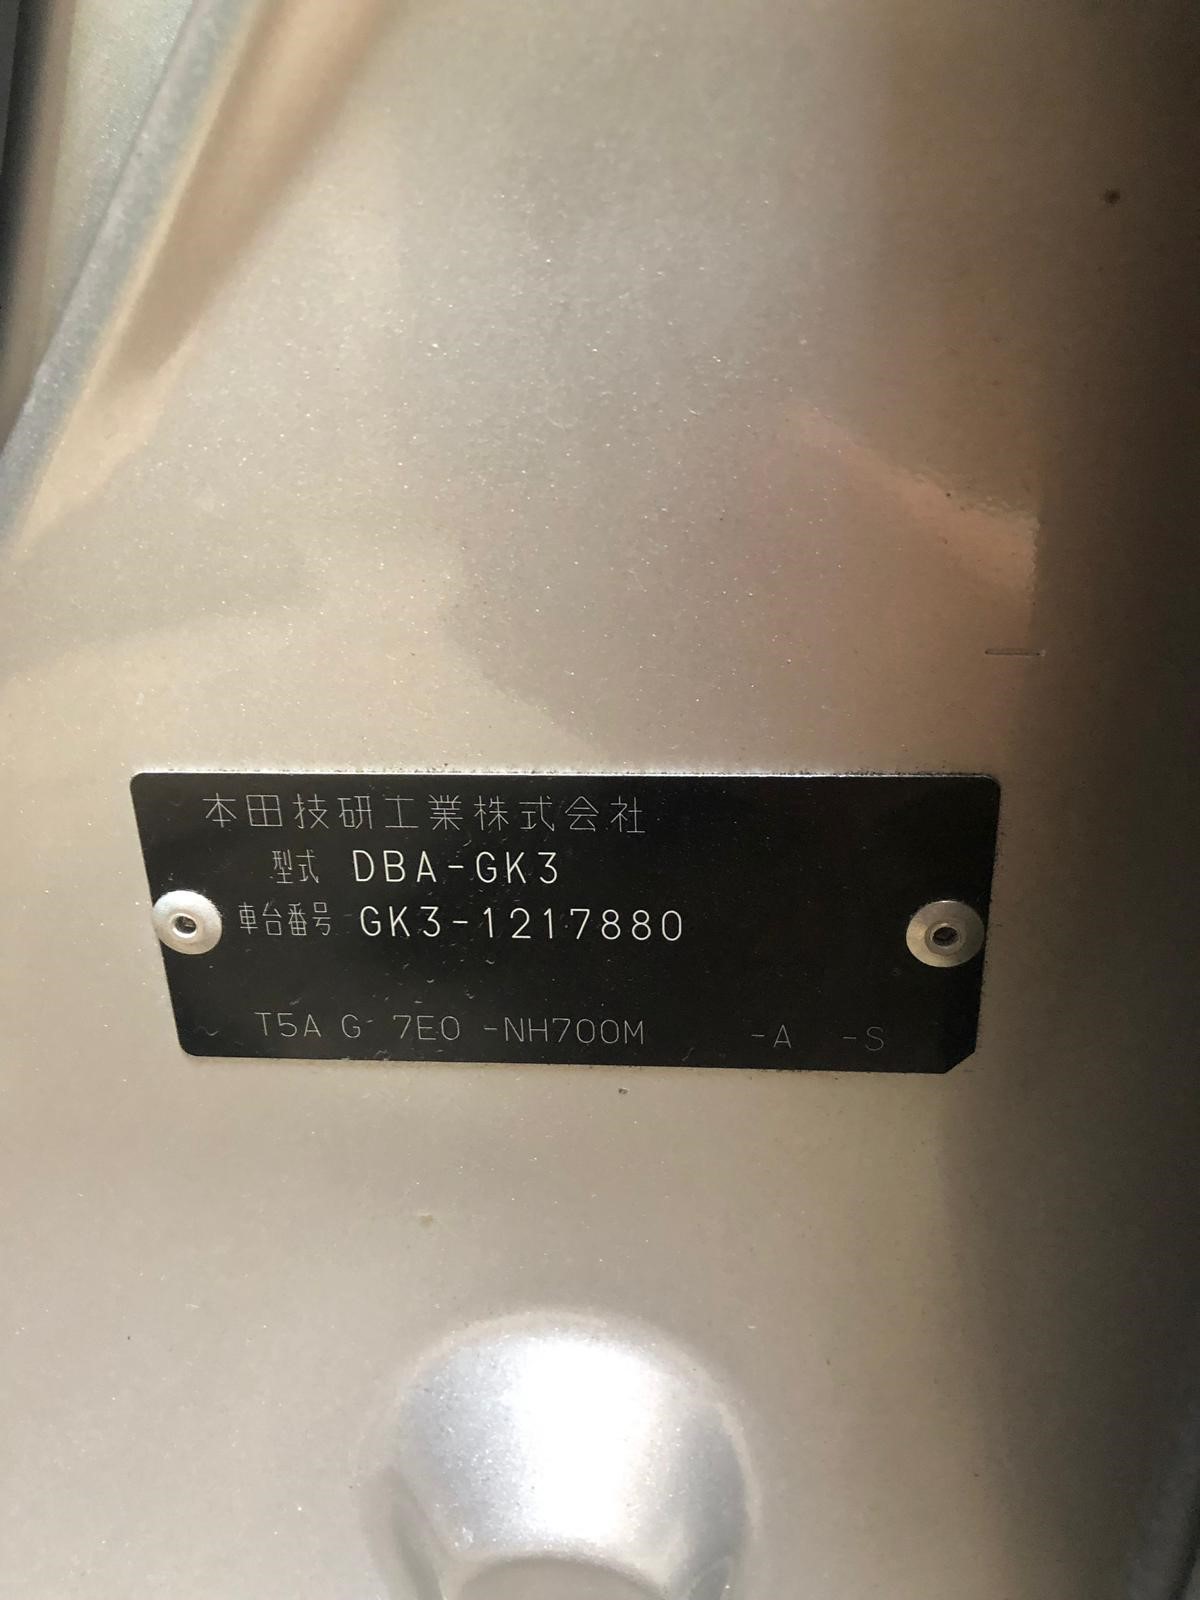 本田技研工業株式会社
型式 DBA-GK3
車台番号 GK3-1217880
T5A G 7E0 -NH700M -A -S